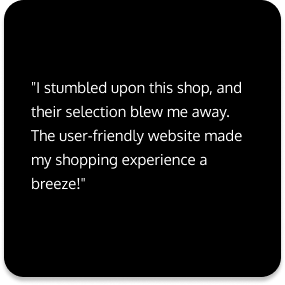 "I stumbled upon this shop, and
their selection blew me away.
The user-friendly website made
my shopping experience a
breeze!"